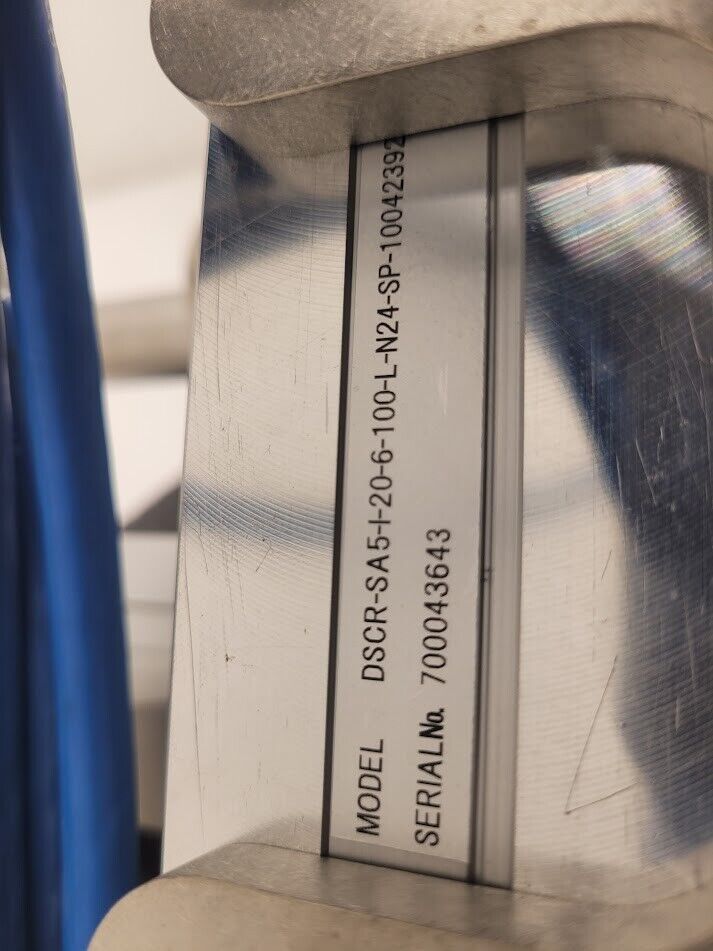 MODEL DSCR-SA5-I-20-6-100-L-N24-SP-10042392
SERIAL№. 700043643